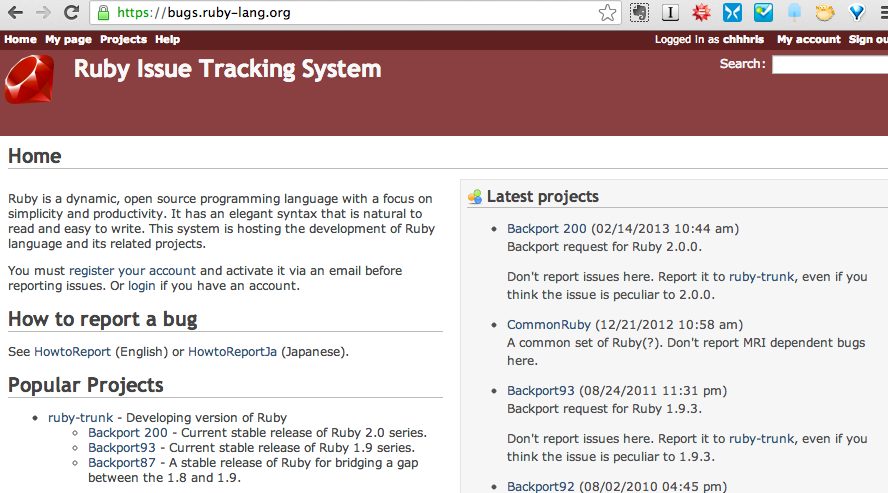 https://bugs.ruby-lang.org
Home My page Projects Help
Logged in as chhhris My account Sign ou
Ruby Issue Tracking System
Search:
Home
Ruby is a dynamic, open source programming language with a focus on
simplicity and productivity. It has an elegant syntax that is natural to
read and easy to write. This system is hosting the development of Ruby
language and its related projects.
You must register your account and activate it via an email before
reporting issues. Or login if you have an account.
How to report a bug
See HowtoReport (English) or HowtoReportJa (Japanese).
Popular Projects
ruby-trunk - Developing version of Ruby
Backport 200 - Current stable release of Ruby 2.0 series.
Backport93 - Current stable release of Ruby 1.9 series.
Backport87 - A stable release of Ruby for bridging a gap
between the 1.8 and 1.9.
Latest projects
Backport 200 (02/14/2013 10:44 am)
Backport request for Ruby 2.0.0.
Don't report issues here. Report it to ruby-trunk, even if you
think the issue is peculiar to 2.0.0.
CommonRuby (12/21/2012 10:58 am)
A common set of Ruby(?). Don't report MRI dependent bugs
here.
Backport93 (08/24/2011 11:31 pm)
Backport request for Ruby 1.9.3.
Don't report issues here. Report it to ruby-trunk, even if you
think the issue is peculiar to 1.9.3.
Backport92 (08/02/2010 04:45 pm)